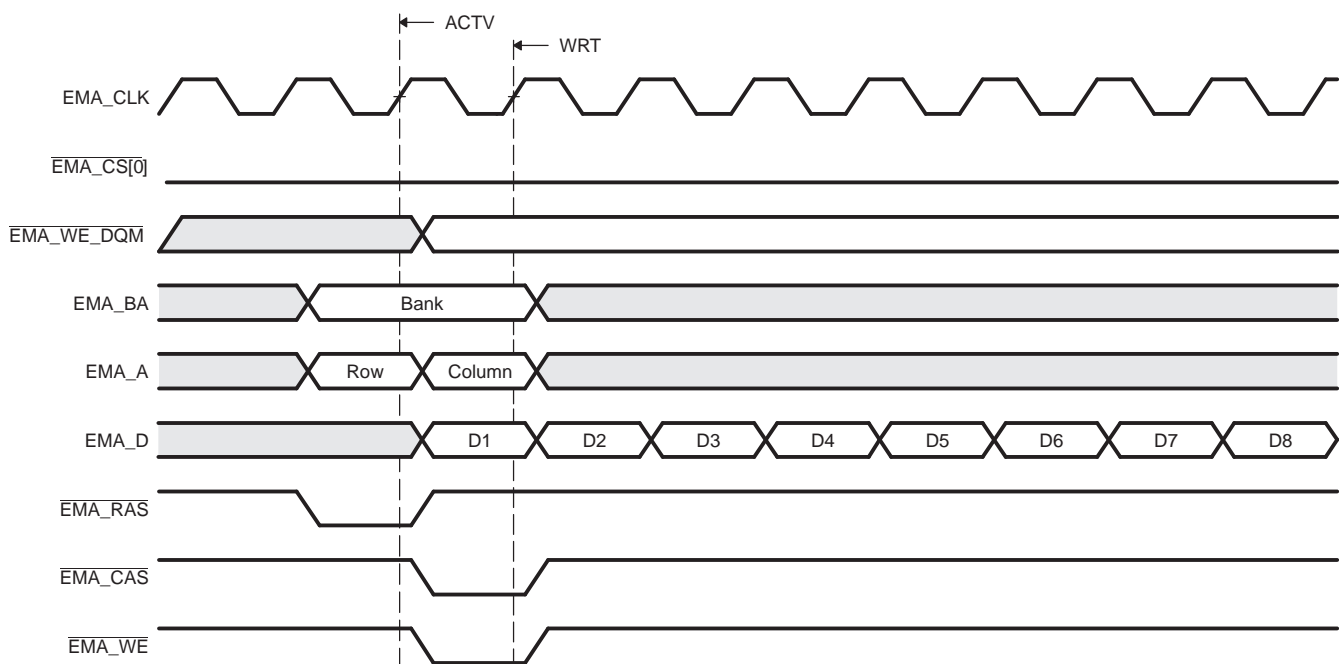 ACTV
WRT
EMA_CLK
EMA_CS[0]
EMA_WE_DQM
EMA_BA
Bank
EMA_A
Row
Column
EMA_D
D1
D2
D3
D4
D5
D6
D7
D8
EMA_RAS
EMA_CAS
EMA_WE